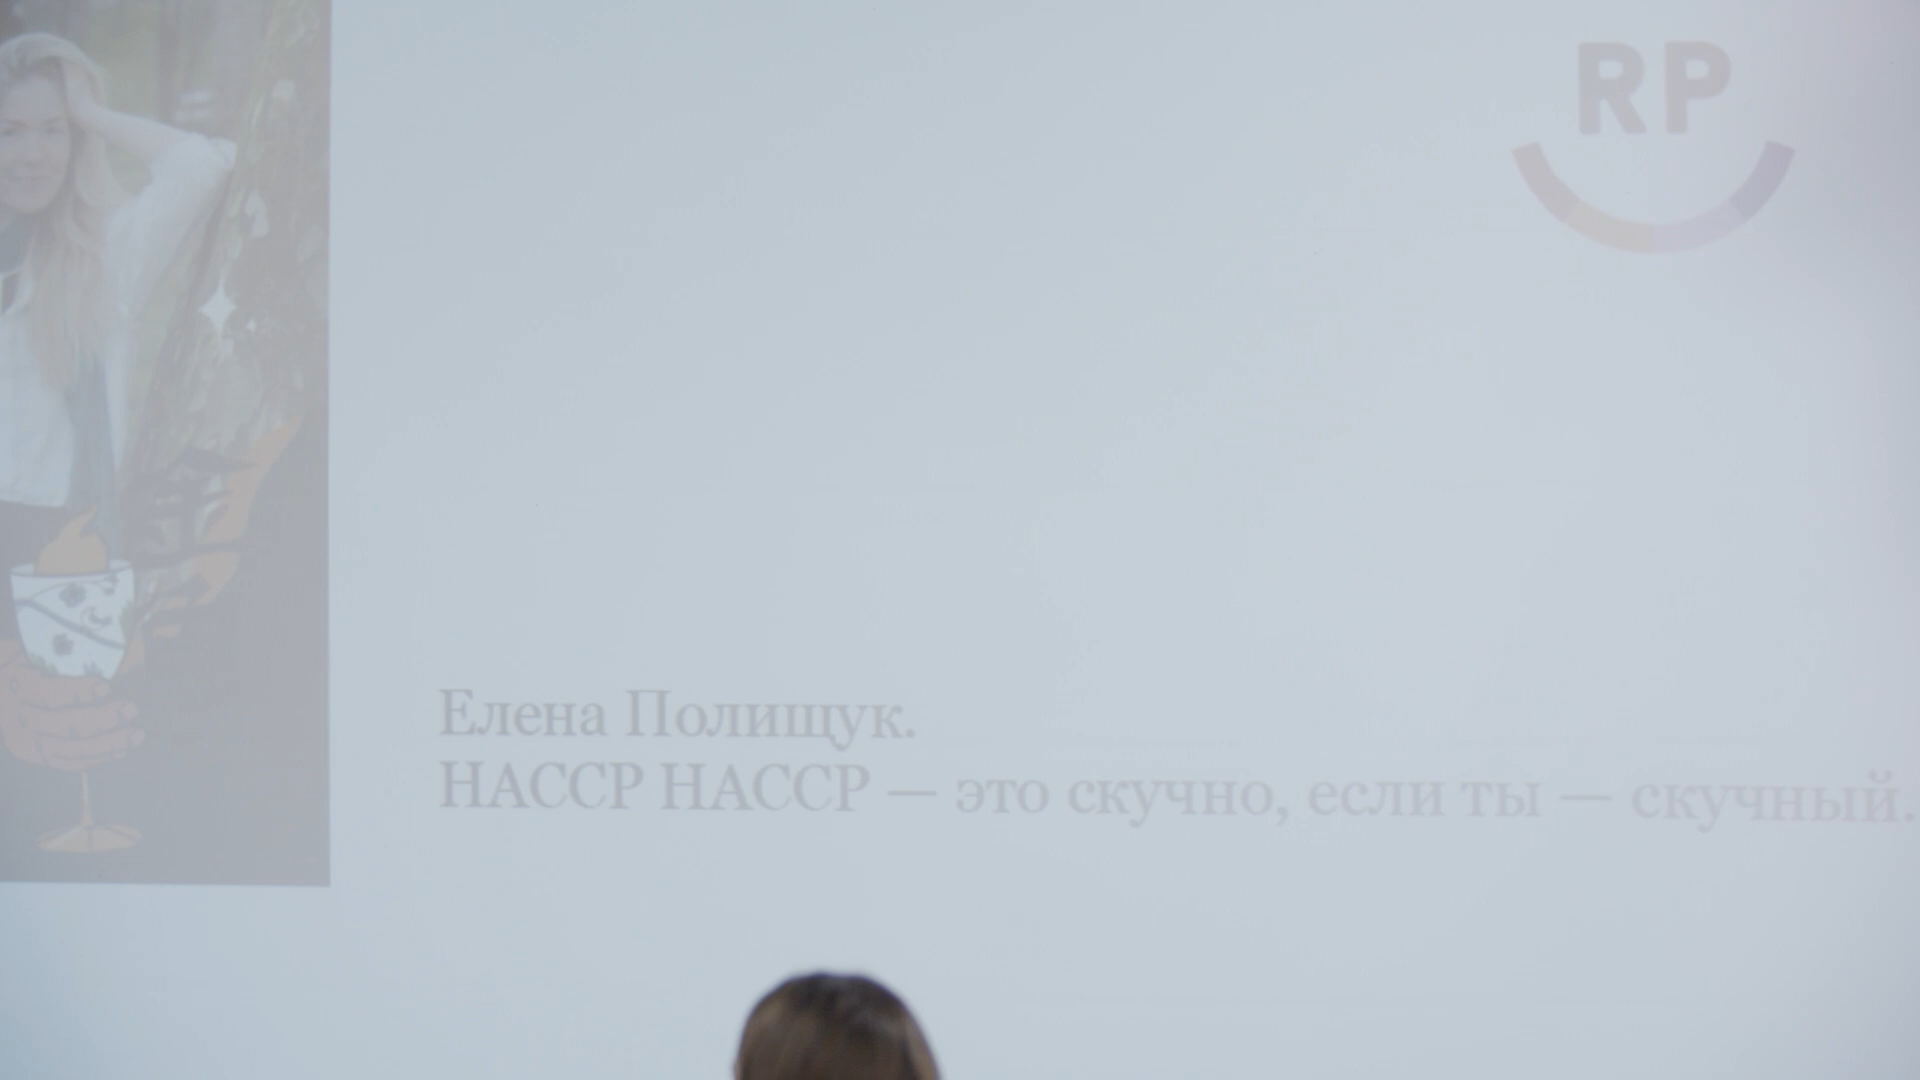 RP
Елена Полищук.
HACCP HACCP — это скучно, если ты — скучный.